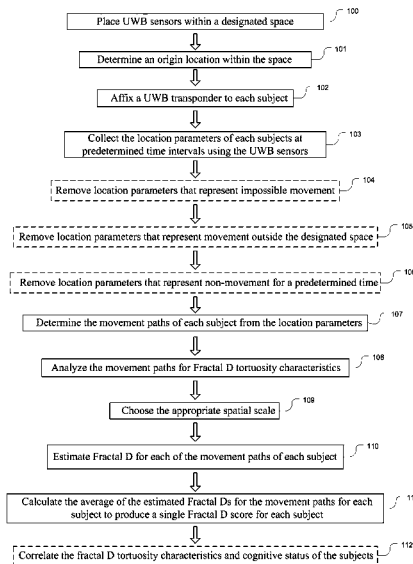 Place UWB sensors within a designated space
100
Determine an origin location within the space
101
Affix a UWB transponder to each subject
102
Collect the location parameters of each subjects at
predetermined time intervals using the UWB sensors
103
Remove location parameters that represent impossible movement
104
Remove location parameters that represent movement outside the designated space
105
Remove location parameters that represent non-movement for a predetermined time
106
Determine the movement paths of each subject from the location parameters
107
Analyze the movement paths for Fractal D tortuosity characteristics
108
Choose the appropriate spatial scale
109
Estimate Fractal D for each of the movement paths of each subject
110
Calculate the average of the estimated Fractal Ds for the movement paths for each
subject to produce a single Fractal D score for each subject
11
Correlate the fractal D tortuosity characteristics and cognitive status of the subjects
112